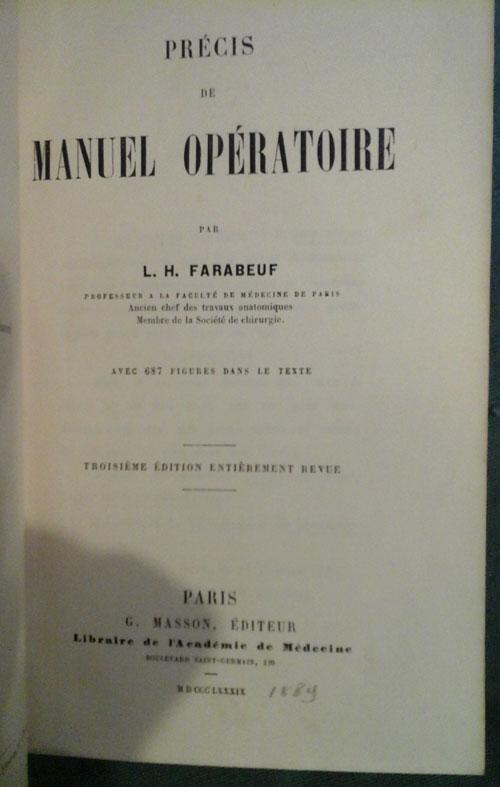 PRÉCIS
DE
MANUEL OPÉRATOIRE
PAR
L. H. FARABEUF
PROFESSEUR A LA FACULTÉ DE MÉDECINE DE PARIS
Ancien chef des travaux anatomiques
Membre de la Société de chirurgie.
AVEC 687 FIGURES DANS LE TEXTE
TROISIÈME ÉDITION ENTIÈREMENT REVUE
PARIS
G. MASSON, ÉDITEUR
Libraire de l'Académie de Médecine
BOULEVARD SAINT-GERMAIN, 120
MDCCCLXXXIX 1889